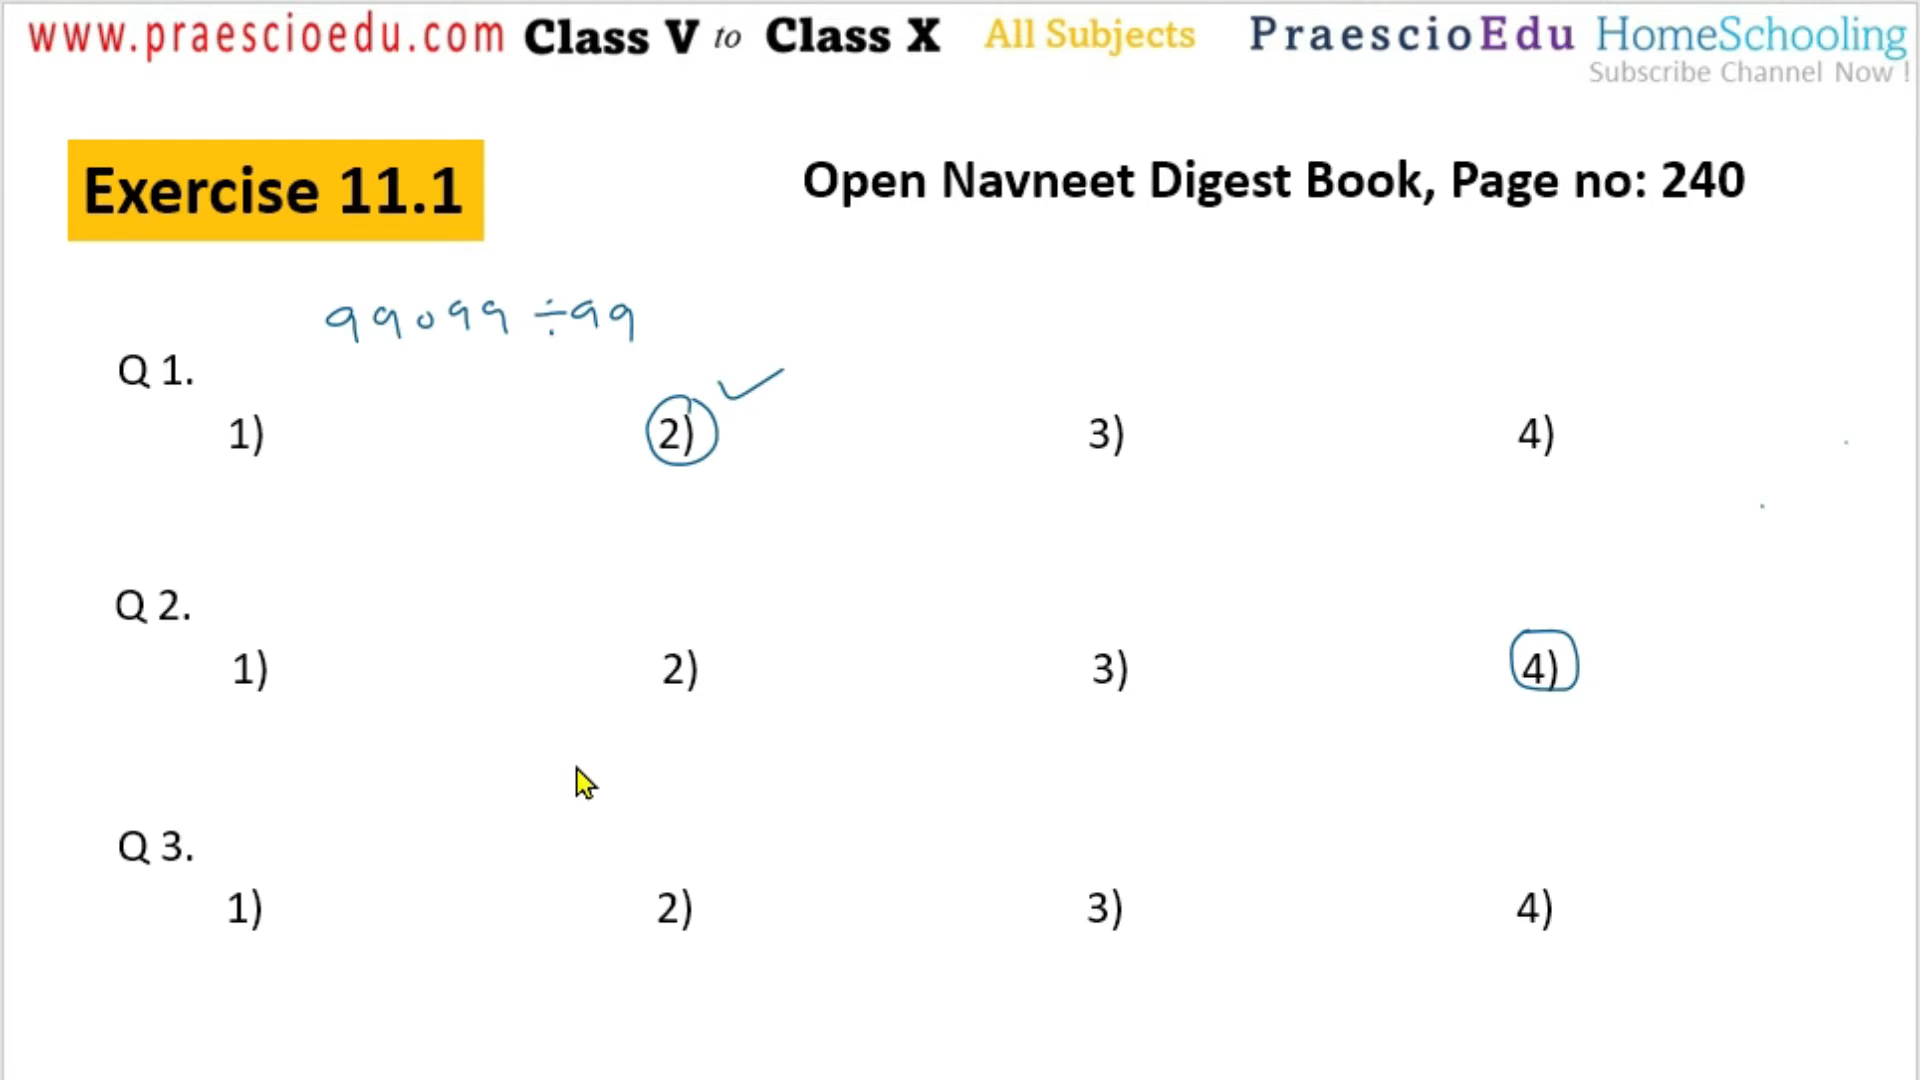 www.praescioedu.com Class V to Class X All Subjects PraescioEdu HomeSchooling
Subscribe Channel Now !
Exercise 11.1 Open Navneet Digest Book, Page no: 240
99099 ÷ 99
Q 1.
1) 2) 3) 4)
Q 2.
1) 2) 3) 4)
Q 3.
1) 2) 3) 4)